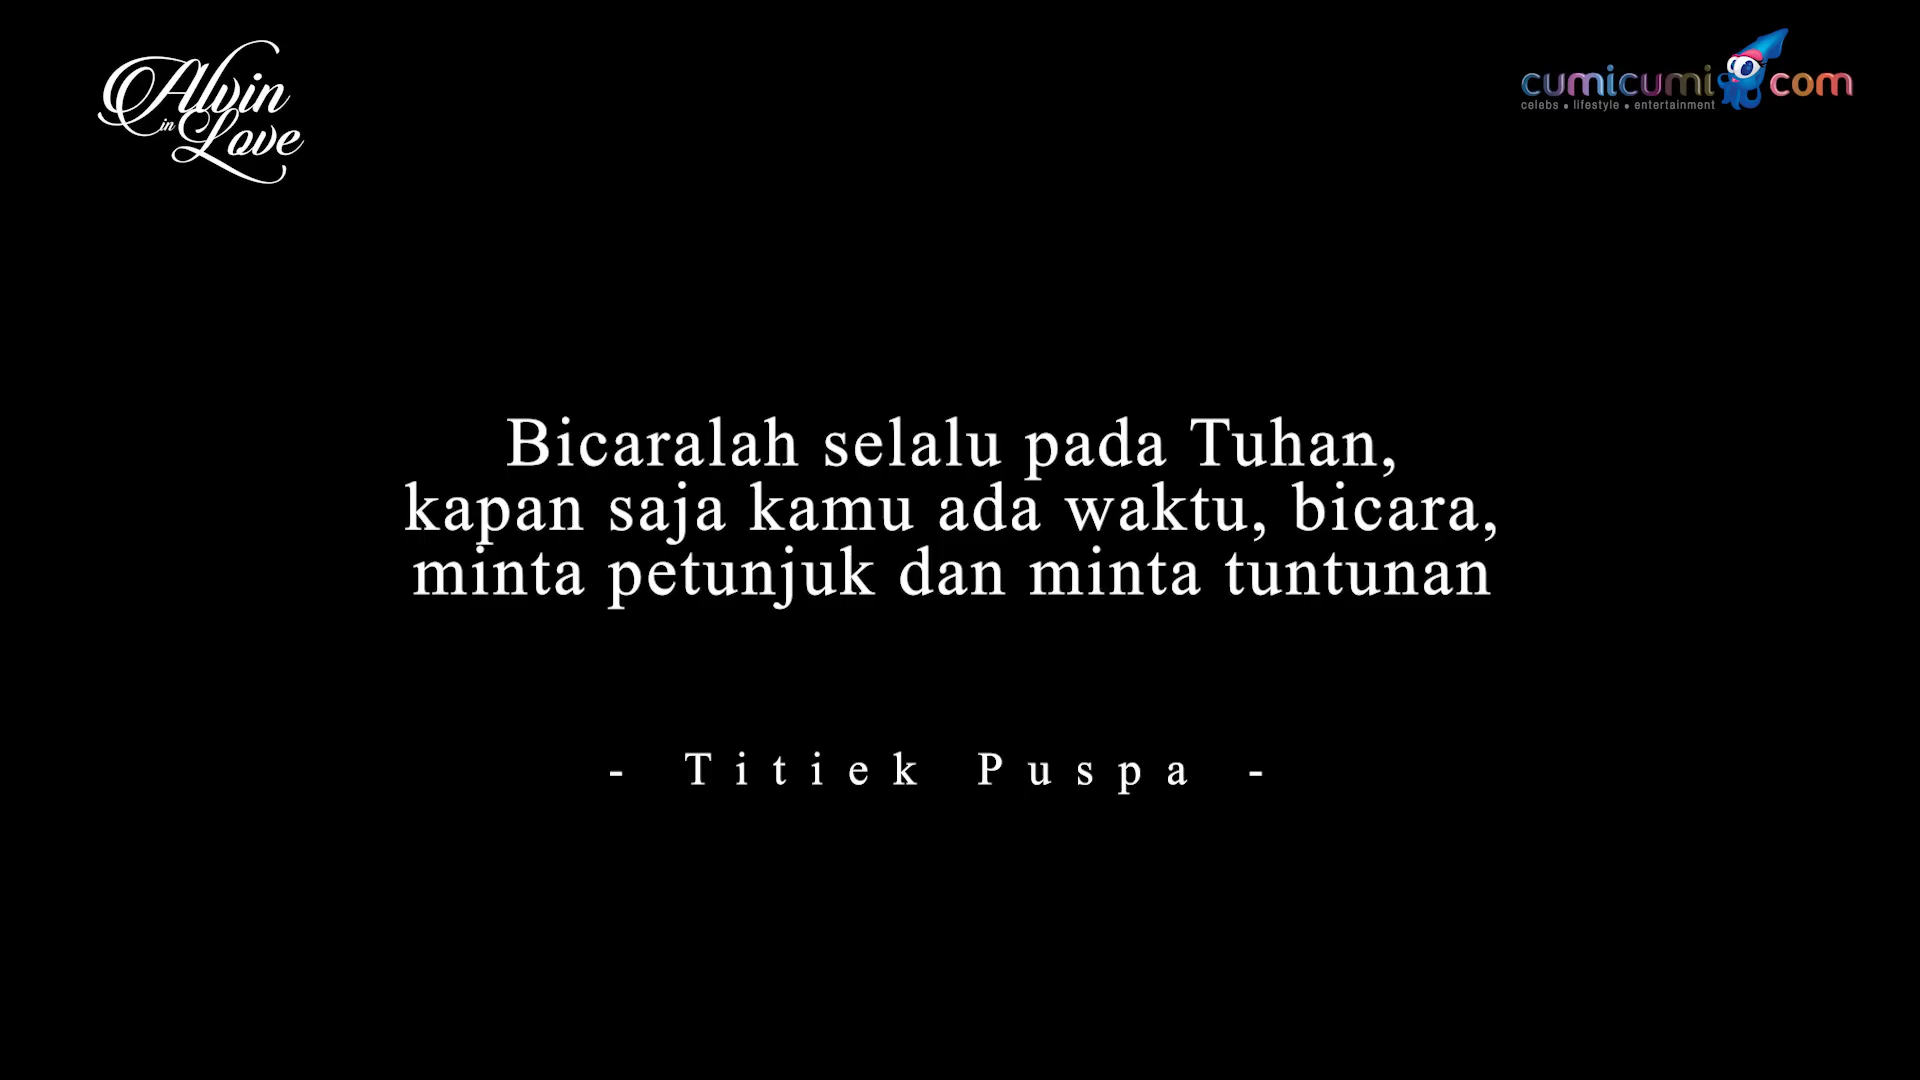 Alvin
in
Love
cumicumi.com
celebs • lifestyle • entertainment
Bicaralah selalu pada Tuhan,
kapan saja kamu ada waktu, bicara,
minta petunjuk dan minta tuntunan
- Titiek Puspa -